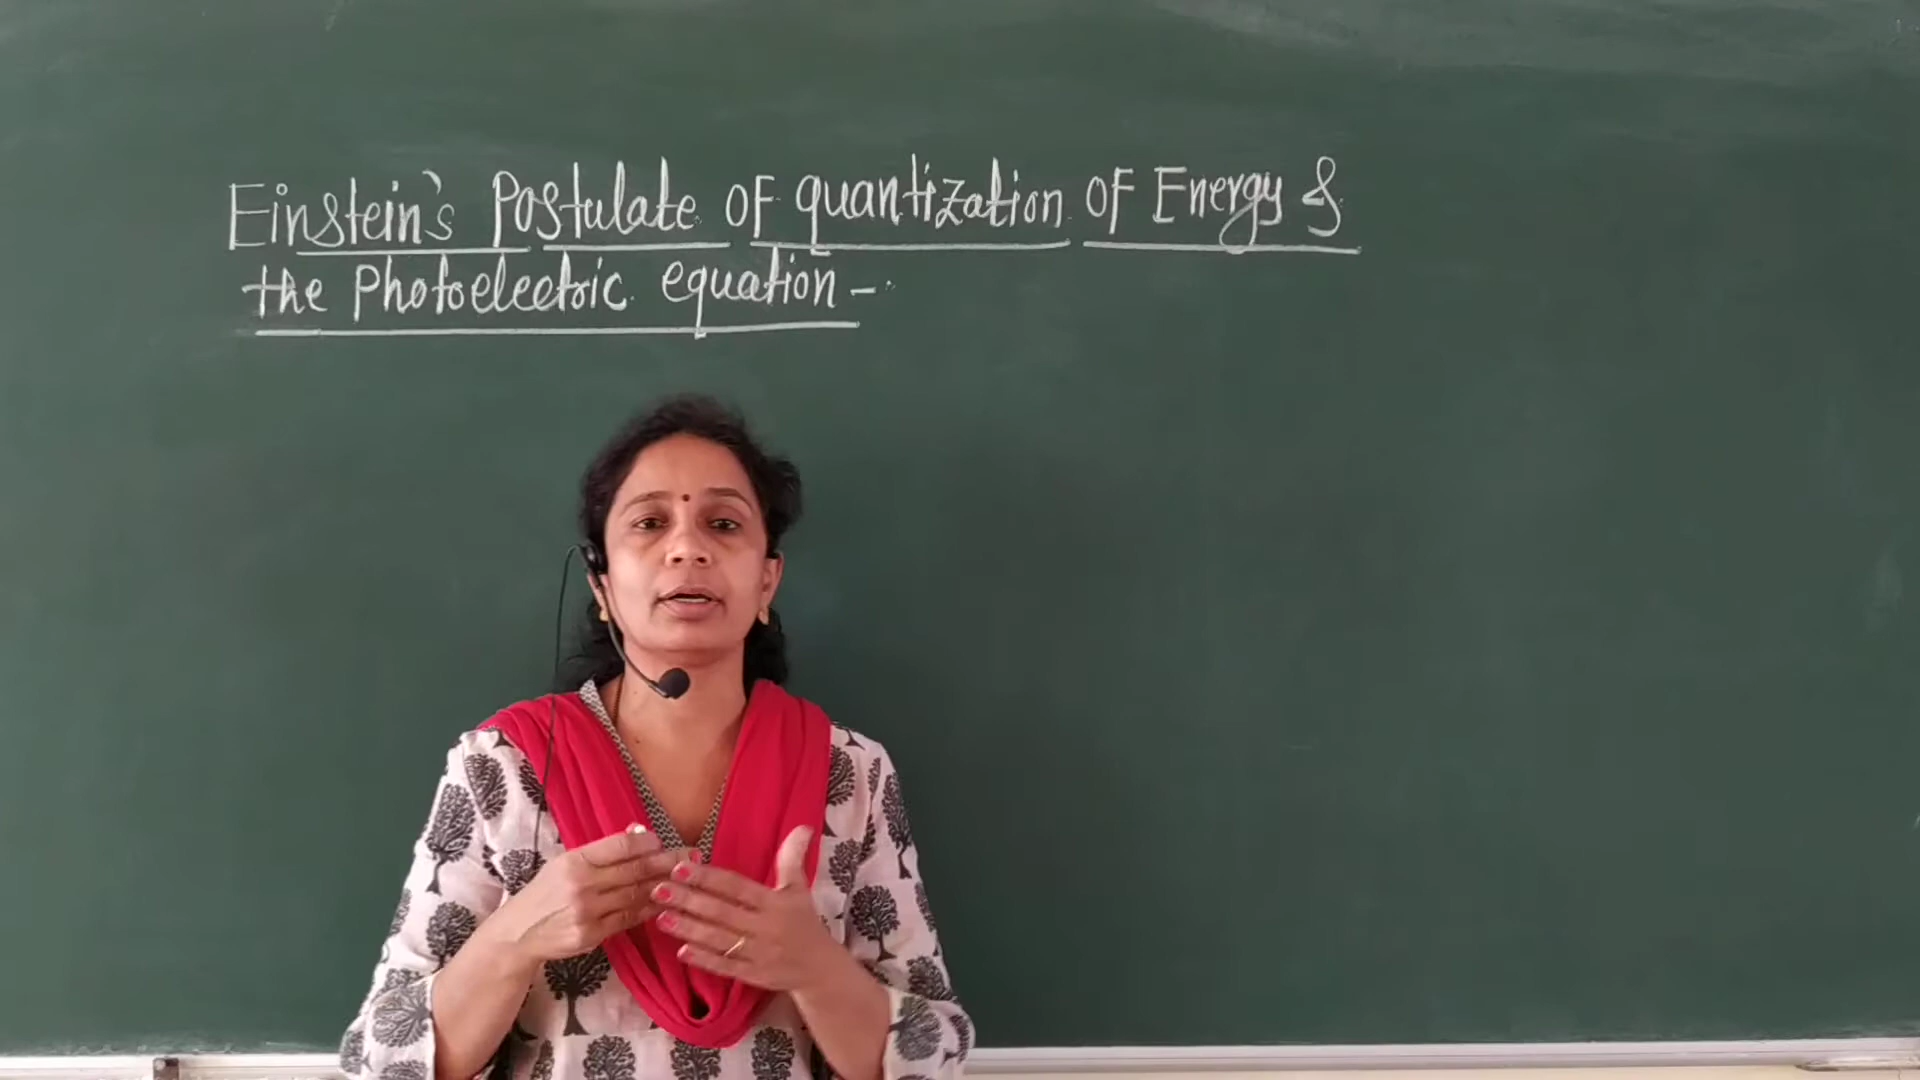 Einstein's Postulate of quantization of Energy &
the Photoelectric equation -